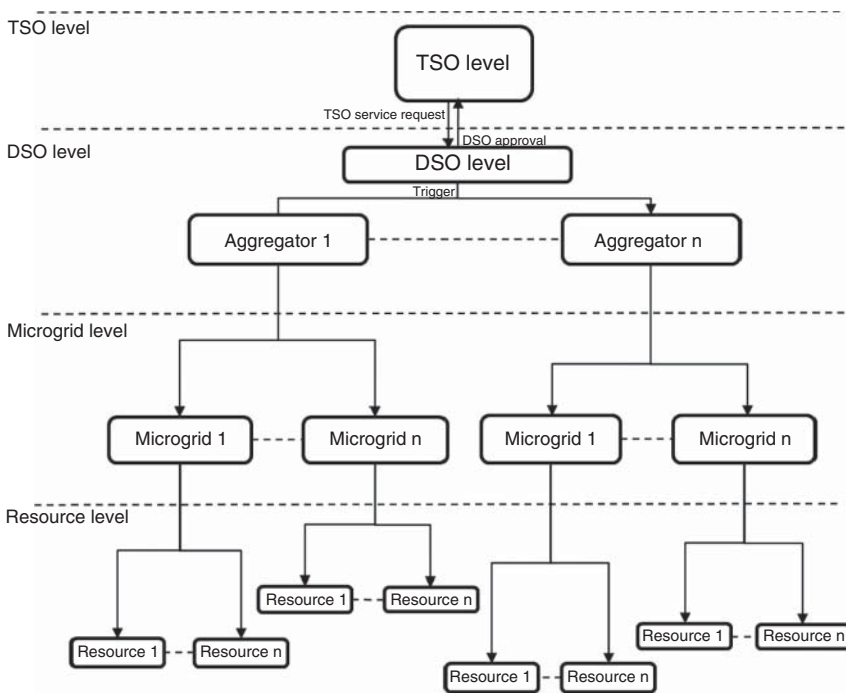 TSO level
TSO level
TSO service request
DSO approval
DSO level
DSO level
Trigger
Aggregator 1
Aggregator n
Microgrid level
Microgrid 1
Microgrid n
Microgrid 1
Microgrid n
Resource level
Resource 1
Resource n
Resource 1
Resource n
Resource 1
Resource n
Resource 1
Resource n